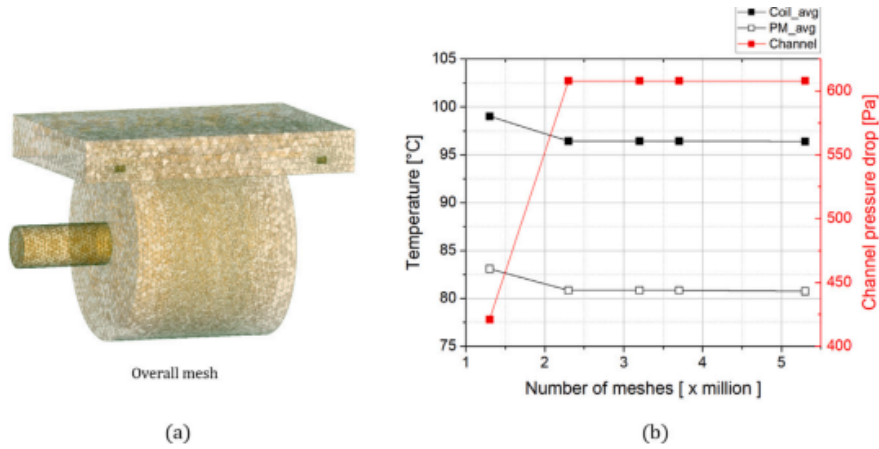 Overall mesh
(a)
Coil_avg
PM_avg
Channel
Temperature [°C]
105
100
95
90
85
80
75
1
2
3
4
5
Number of meshes [ x million ]
600
550
500
450
400
Channel pressure drop [Pa]
(b)